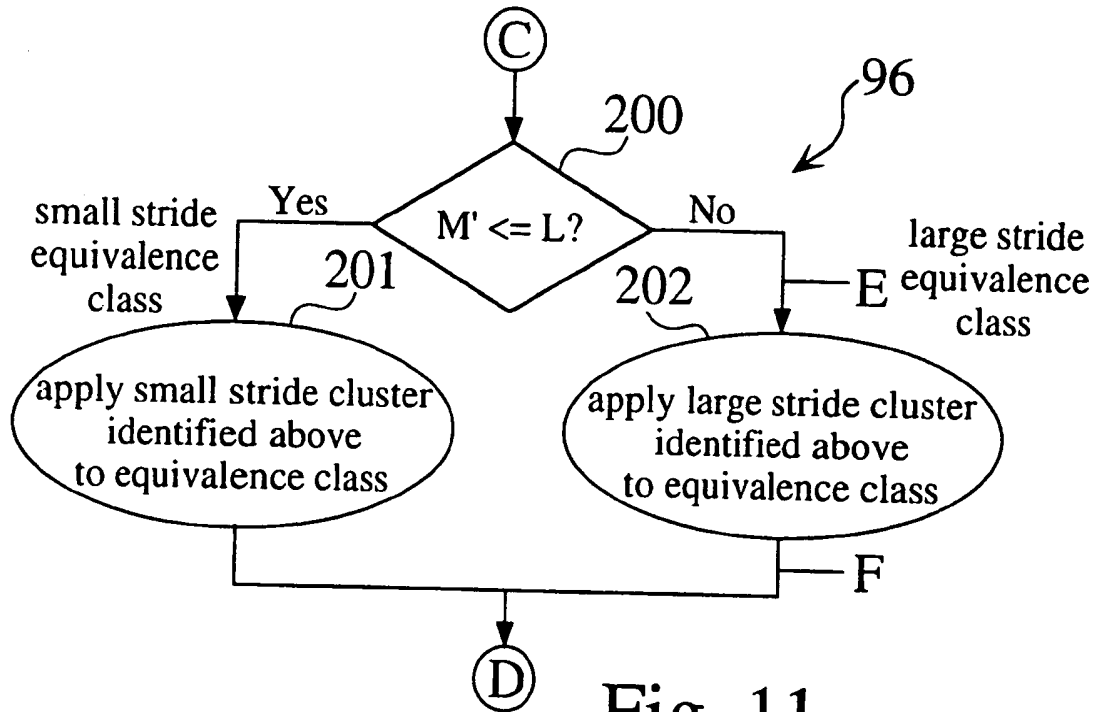 C
96
200
M' <= L?
Yes
No
small stride
equivalence
class
201
202
E
large stride
equivalence
class
apply small stride cluster
identified above
to equivalence class
apply large stride cluster
identified above
to equivalence class
F
D
Fig. 11